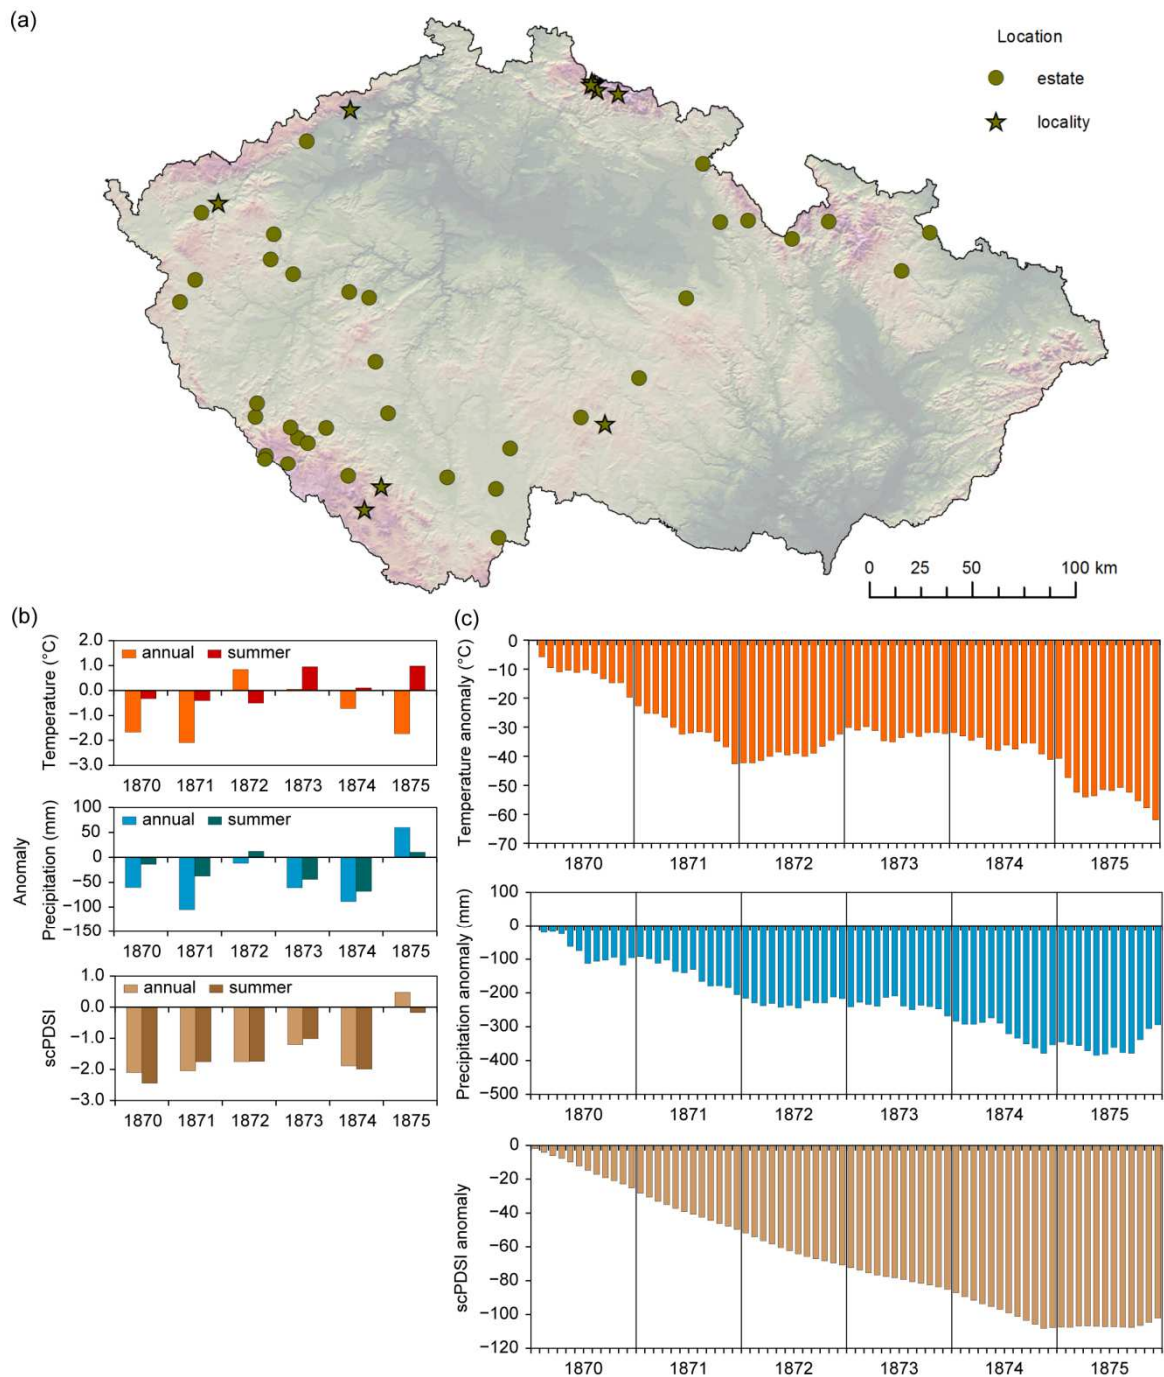 (a)
Location
estate
locality
0 25 50 100 km
(b)
2.0
1.0
0.0
−1.0
−2.0
−3.0
Temperature (°C)
annual summer
1870 1871 1872 1873 1874 1875
100
50
0
−50
−100
−150
Anomaly
Precipitation (mm)
annual summer
1870 1871 1872 1873 1874 1875
1.0
0.0
−1.0
−2.0
−3.0
scPDSI
annual summer
1870 1871 1872 1873 1874 1875
(c)
0
−10
−20
−30
−40
−50
−60
−70
Temperature anomaly (°C)
1870 1871 1872 1873 1874 1875
100
0
−100
−200
−300
−400
−500
Precipitation anomaly (mm)
1870 1871 1872 1873 1874 1875
0
−20
−40
−60
−80
−100
−120
scPDSI anomaly
1870 1871 1872 1873 1874 1875